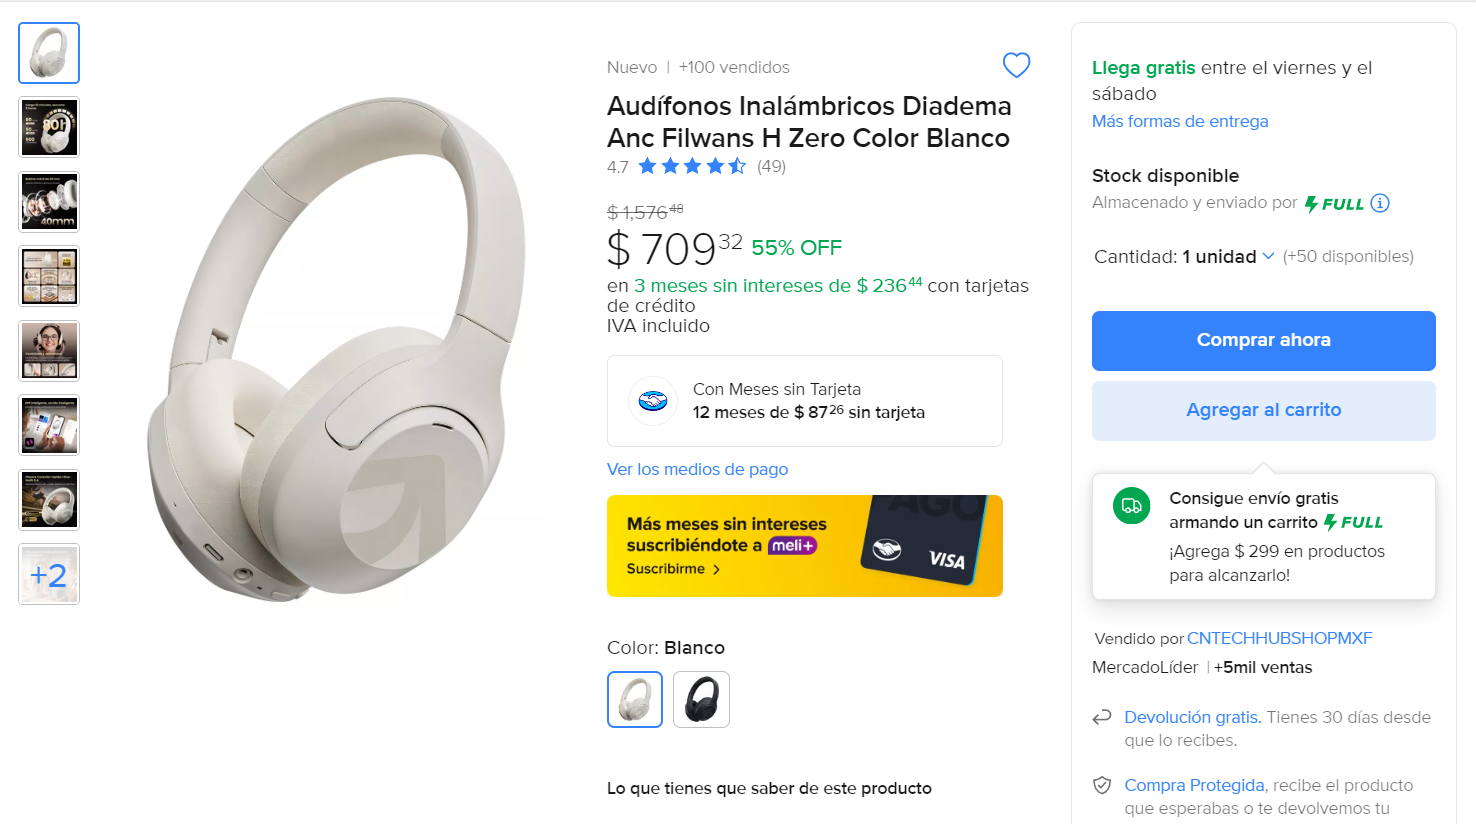 Nuevo | +100 vendidos
Audífonos Inalámbricos Diadema
Anc Filwans H Zero Color Blanco
4.7 (49)
$ 1,576 48
$ 709 32 55% OFF
en 3 meses sin intereses de $ 236 44 con tarjetas
de crédito
IVA incluido
Con Meses sin Tarjeta
12 meses de $ 87 26 sin tarjeta
Ver los medios de pago
Más meses sin intereses
suscribiéndote a meli+
Suscribirme >
VISA
Color: Blanco
Lo que tienes que saber de este producto
40mm
+2
Llega gratis entre el viernes y el
sábado
Más formas de entrega
Stock disponible
Almacenado y enviado por FULL
Cantidad: 1 unidad (+50 disponibles)
Comprar ahora
Agregar al carrito
Consigue envío gratis
armando un carrito FULL
¡Agrega $ 299 en productos
para alcanzarlo!
Vendido por CNTECHHUBSHOPMXF
MercadoLíder | +5mil ventas
Devolución gratis. Tienes 30 días desde
que lo recibes.
Compra Protegida, recibe el producto
que esperabas o te devolvemos tu